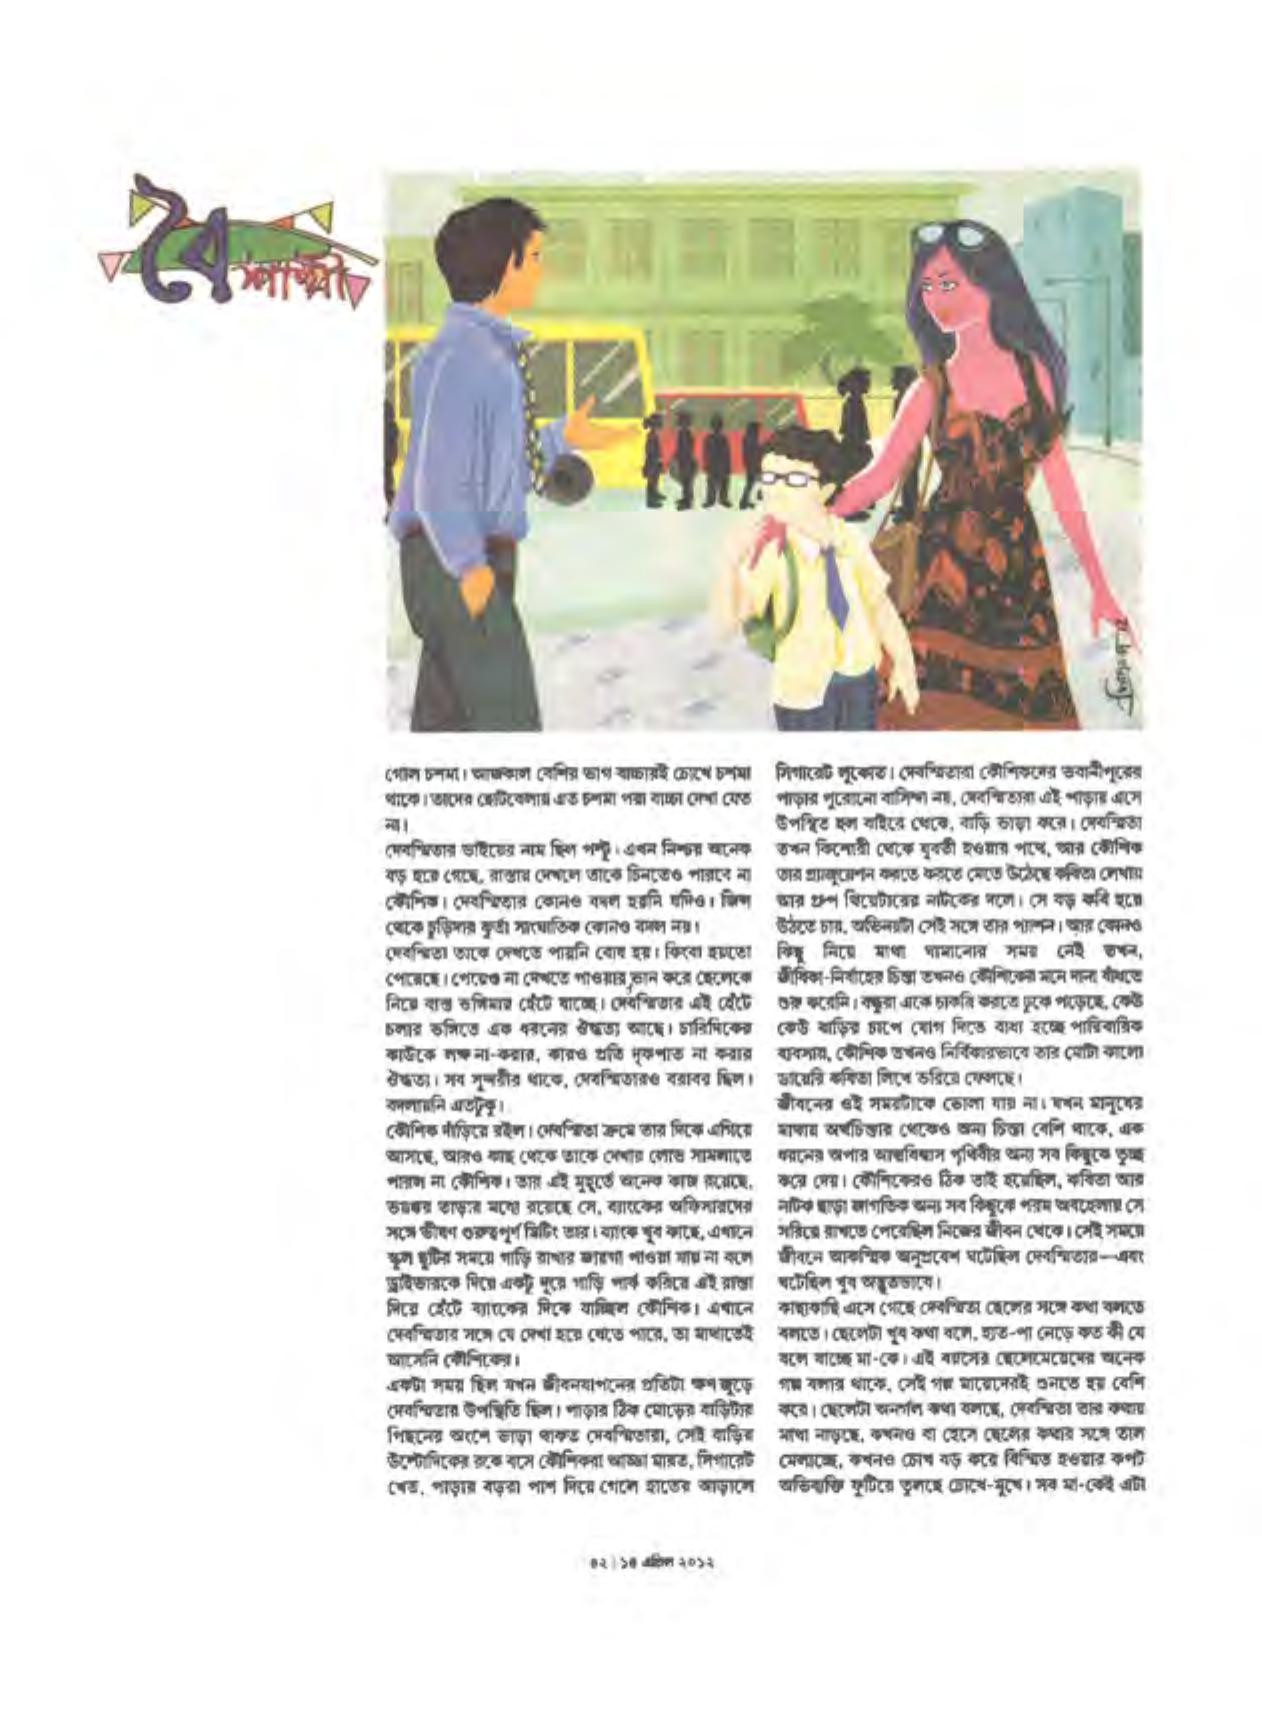 বৈশাখী
গোল চশমা। আজকাল বেশির ভাগ বাচ্চারই চোখে চশমা
থাকে। তাদের ছোটবেলায় এত চশমা পরা বাচ্চা দেখা যেত
না।
দেবস্মিতার ভাইয়ের নাম ছিল পল্টু। এখন নিশ্চয় অনেক
বড় হয়ে গেছে, রাস্তায় দেখলে তাকে চিনতেও পারবে না
কৌশিক। দেবস্মিতার কোনও বদল হয়নি যদিও। জিন্স
থেকে চুড়িদার কুর্তা সাংঘাতিক কোনও বদল নয়।
দেবস্মিতা তাকে দেখতে পায়নি বোধ হয়। কিংবা হয়তো
পেয়েছে। পেয়েও না দেখতে পাওয়ার ভান করে ছেলেকে
নিয়ে ব্যস্ত ভঙ্গিমায় হেঁটে যাচ্ছে। দেবস্মিতার এই হেঁটে
চলার ভঙ্গিতে এক ধরনের ঔদ্ধত্য আছে। চারিদিকের
কাউকে লক্ষ না-করার, কারও প্রতি দৃকপাত না করার
ঔদ্ধত্য। সব সুন্দরীর থাকে, দেবস্মিতারও বরাবর ছিল।
বদলায়নি এতটুকু।
কৌশিক দাঁড়িয়ে রইল। দেবস্মিতা ক্রমে তার দিকে এগিয়ে
আসছে, আরও কাছ থেকে তাকে দেখার লোভ সামলাতে
পারল না কৌশিক। তার এই মুহূর্তে অনেক কাজ রয়েছে,
ভয়ঙ্কর তাড়ার মধ্যে রয়েছে সে, ব্যাংকের অফিসারদের
সঙ্গে ভীষণ গুরুত্বপূর্ণ মিটিং তার। ব্যাংক খুব কাছে, এখানে
স্কুল ছুটির সময়ে গাড়ি রাখার জায়গা পাওয়া যায় না বলে
ড্রাইভারকে দিয়ে একটু দূরে গাড়ি পার্ক করিয়ে এই রাস্তা
দিয়ে হেঁটে ব্যাংকের দিকে যাচ্ছিল কৌশিক। এখানে
দেবস্মিতার সঙ্গে যে দেখা হয়ে যেতে পারে, তা মাথাতেই
আসেনি কৌশিকের।
একটা সময় ছিল যখন জীবনযাপনের প্রতিটা ক্ষণ জুড়ে
দেবস্মিতার উপস্থিতি ছিল। পাড়ার ঠিক মোড়ের বাড়িটার
পিছনের অংশে ভাড়া থাকত দেবস্মিতারা, সেই বাড়ির
উল্টোদিকের রকে বসে কৌশিকরা আড্ডা মারত, সিগারেট
খেত, পাড়ার বড়রা পাশ দিয়ে গেলে হাতের আড়ালে
সিগারেট লুকোত। দেবস্মিতারা কৌশিকদের ভবানীপুরের
পাড়ার পুরোনো বাসিন্দা নয়, দেবস্মিতারা এই পাড়ায় এসে
উপস্থিত হল বাইরে থেকে, বাড়ি ভাড়া করে। দেবস্মিতা
তখন কিশোরী থেকে যুবতী হওয়ার পথে, আর কৌশিক
তার গ্র্যাজুয়েশন করতে করতে মেতে উঠেছে কবিতা লেখায়
আর গ্রুপ থিয়েটারের নাটকের দলে। সে বড় কবি হয়ে
উঠতে চায়, অভিনয়টা সেই সঙ্গে তার প্যাশন। আর কোনও
কিছু নিয়ে মাথা ঘামানোর সময় নেই তখন,
জীবিকা-নির্বাহের চিন্তা তখনও কৌশিকের মনে দানা বাঁধতে
শুরু করেনি। বন্ধুরা একে চাকরি করতে ঢুকে পড়েছে, কেউ
কেউ বাড়ির চাপে যোগ দিতে বাধ্য হচ্ছে পারিবারিক
ব্যবসায়, কৌশিক তখনও নির্বিকারভাবে তার মোটা কালো
ডায়েরি কবিতা লিখে ভরিয়ে ফেলছে।
জীবনের ওই সময়টাকে ভোলা যায় না। যখন মানুষের
মাথায় অর্থচিন্তার থেকেও অন্য চিন্তা বেশি থাকে, এক
ধরনের অপার আত্মবিশ্বাস পৃথিবীর অন্য সব কিছুকে তুচ্ছ
করে দেয়। কৌশিকেরও ঠিক তাই হয়েছিল, কবিতা আর
নাটক ছাড়া জাগতিক অন্য সব কিছুকে পরম অবহেলায় সে
সরিয়ে রাখতে পেরেছিল নিজের জীবন থেকে। সেই সময়ে
জীবনে আকস্মিক অনুপ্রবেশ ঘটেছিল দেবস্মিতার—এবং
ঘটেছিল খুব অদ্ভুতভাবে।
কাছাকাছি এসে গেছে দেবস্মিতা ছেলের সঙ্গে কথা বলতে
বলতে। ছেলেটা খুব কথা বলে, হাত-পা নেড়ে কত কী যে
বলে যাচ্ছে মা-কে। এই বয়সের ছেলেমেয়েদের অনেক
গল্প বলার থাকে, সেই গল্প মায়েদেরই শুনতে হয় বেশি
করে। ছেলেটা অনর্গল কথা বলছে, দেবস্মিতা তার কথায়
মাথা নাড়ছে, কখনও বা হেসে ছেলের কথার সঙ্গে তাল
মেলাচ্ছে, কখনও চোখ বড় করে বিস্মিত হওয়ার কপট
অভিব্যক্তি ফুটিয়ে তুলছে চোখে-মুখে। সব মা-কেই এটা
৪২ | ১৪ এপ্রিল ২০১২